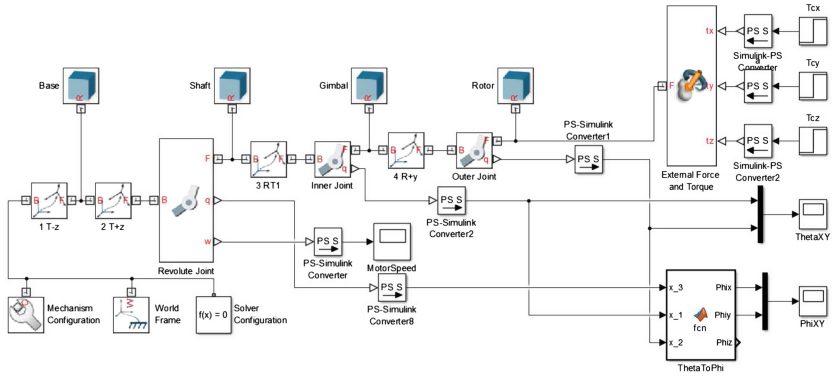 Tcx
tx
PS S
Simulink-PS
Converter
a
Base
Shaft
Gimbal
Rotor
Tcy
R
R
R
R
F
ty
PS S
PS-Simulink
Converter1
Tcz
F
B
F
B
F
B
F
B
F
tz
PS S
q
q
PS S
3 RT1
Inner Joint
4 R+y
Outer Joint
External Force
and Torque
Simulink-PS
Converter2
B
F
B
F
B
q
PS S
1 T-z
2 T+z
PS-Simulink
Converter2
w
PS S
ThetaXY
Revolute Joint
PS-Simulink
Converter
MotorSpeed
PS S
x_3
Phix
Mechanism
Configuration
W
World
Frame
f(x) = 0
Solver
Configuration
PS-Simulink
Converter8
x_1
fcn
Phiy
PhiXY
x_2
Phiz
ThetaToPhi